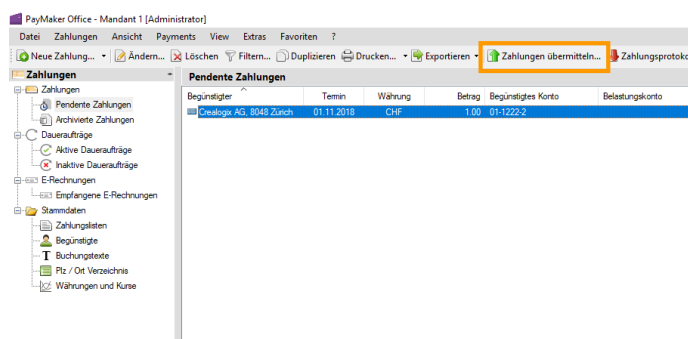 PayMaker Office - Mandant 1 [Administrator]
Datei Zahlungen Ansicht Payments View Extras Favoriten ?
Neue Zahlung... Ändern... Löschen Filtern... Duplizieren Drucken... Exportieren Zahlungen übermitteln... Zahlungsprotoko
Zahlungen
Zahlungen
Pendente Zahlungen
Archivierte Zahlungen
Daueraufträge
Aktive Daueraufträge
Inaktive Daueraufträge
E-Rechnungen
Empfangene E-Rechnungen
Stammdaten
Zahlungslisten
Begünstigte
Buchungstexte
Plz / Ort Verzeichnis
Währungen und Kurse
Pendente Zahlungen
Begünstigter Termin Währung Betrag Begünstigtes Konto Belastungskonto
Crealogix AG, 8048 Zürich 01.11.2018 CHF 1.00 01-1222-2